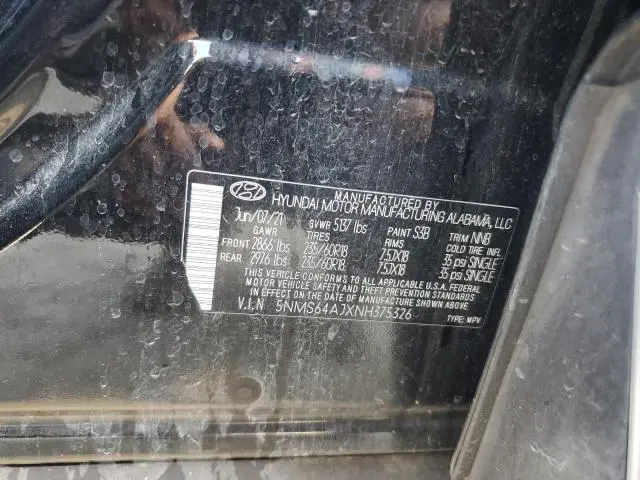 MANUFACTURED BY
HYUNDAI MOTOR MANUFACTURING ALABAMA, LLC
Jun/07/21 GVWR 5137 lbs PAINT S3B TRIM NNB
GAWR TIRES RIMS COLD TIRE INF
FRONT 2866 lbs 235/60R18 7.5JX18 35 psi SINGLE
REAR 2976 lbs 235/60R18 7.5JX18 35 psi SINGLE
THIS VEHICLE CONFORMS TO ALL APPLICABLE U.S.A. FEDERAL
MOTOR VEHICLE SAFETY AND THEFT PREVENTION
STANDARDS IN EFFECT ON THE DATE OF MANUFACTURE SHOWN ABOVE
V.I.N 5NMS64AJXNH375326 TYPE: MPV